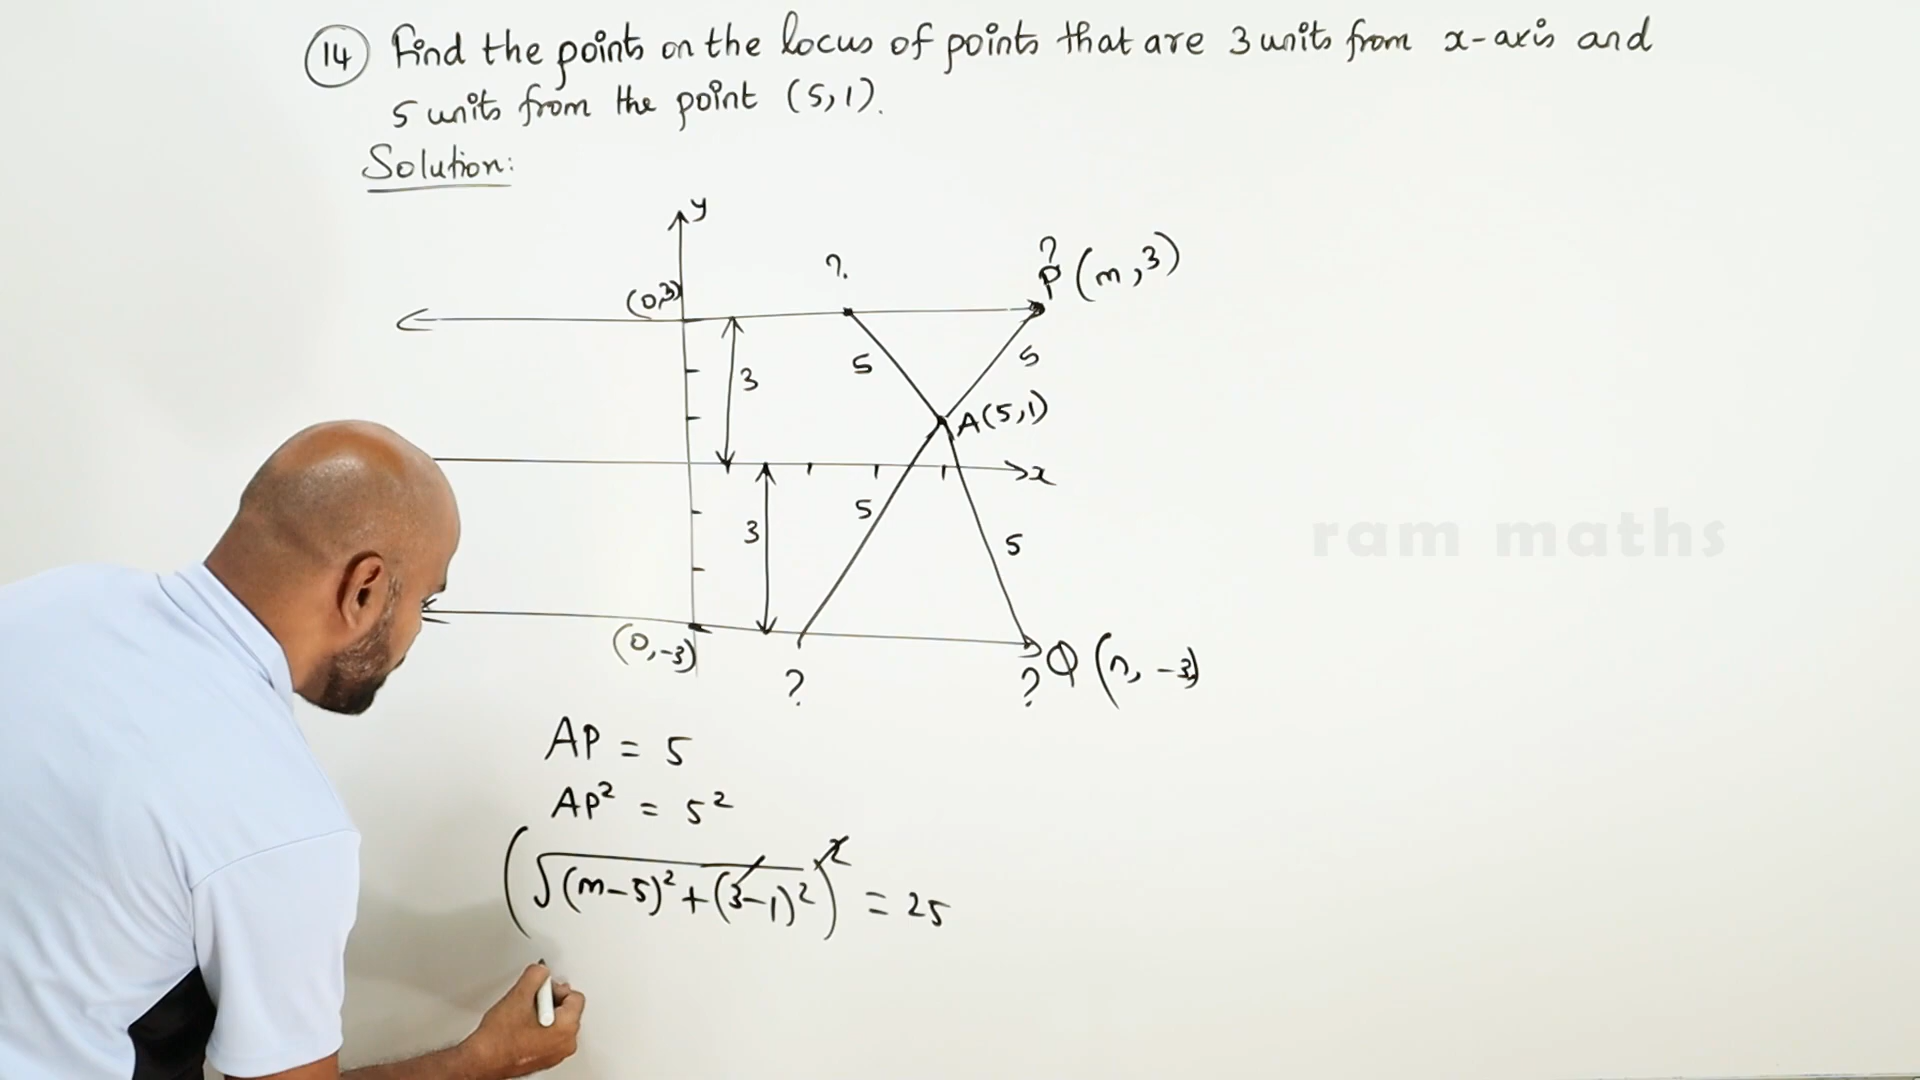 14 Find the points on the locus of points that are 3 units from x-axis and
5 units from the point (5,1).
Solution:
y
?
?
P (m,3)
(0,3)
3
5
5
A(5,1)
x
3
5
5
ram maths
(0,-3)
?
?
Q (n, -3)
AP = 5
AP² = 5²
(√(m-5)²+(3-1)²)² = 25